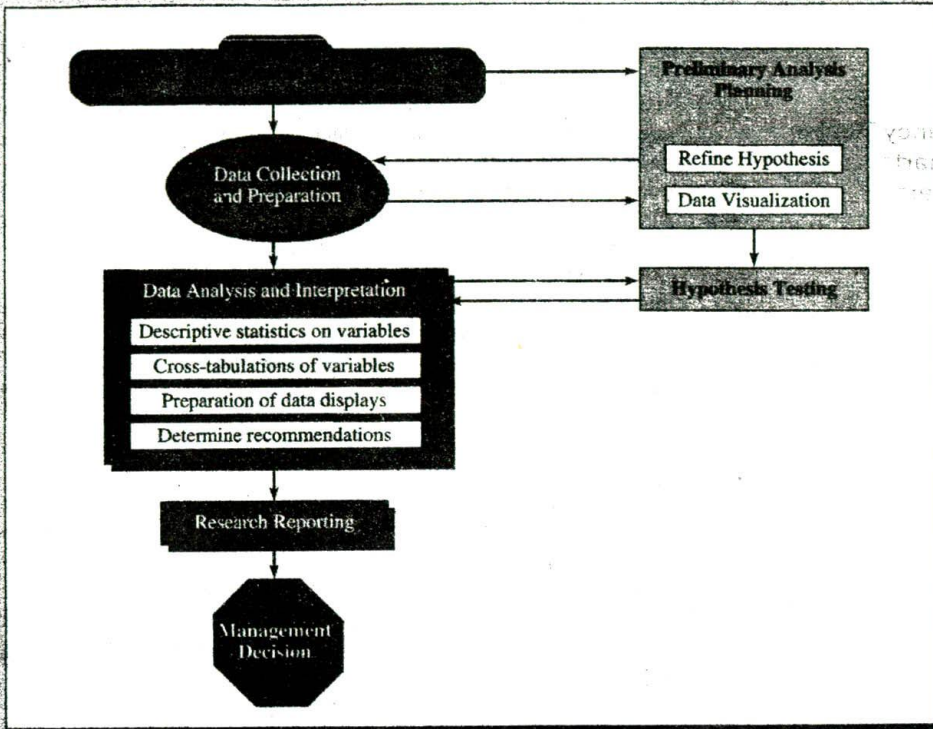 Preliminary Analysis
Planning
Refine Hypothesis
Data Visualization
Data Collection
and Preparation
Hypothesis Testing
Data Analysis and Interpretation
Descriptive statistics on variables
Cross-tabulations of variables
Preparation of data displays
Determine recommendations
Research Reporting
Management
Decision